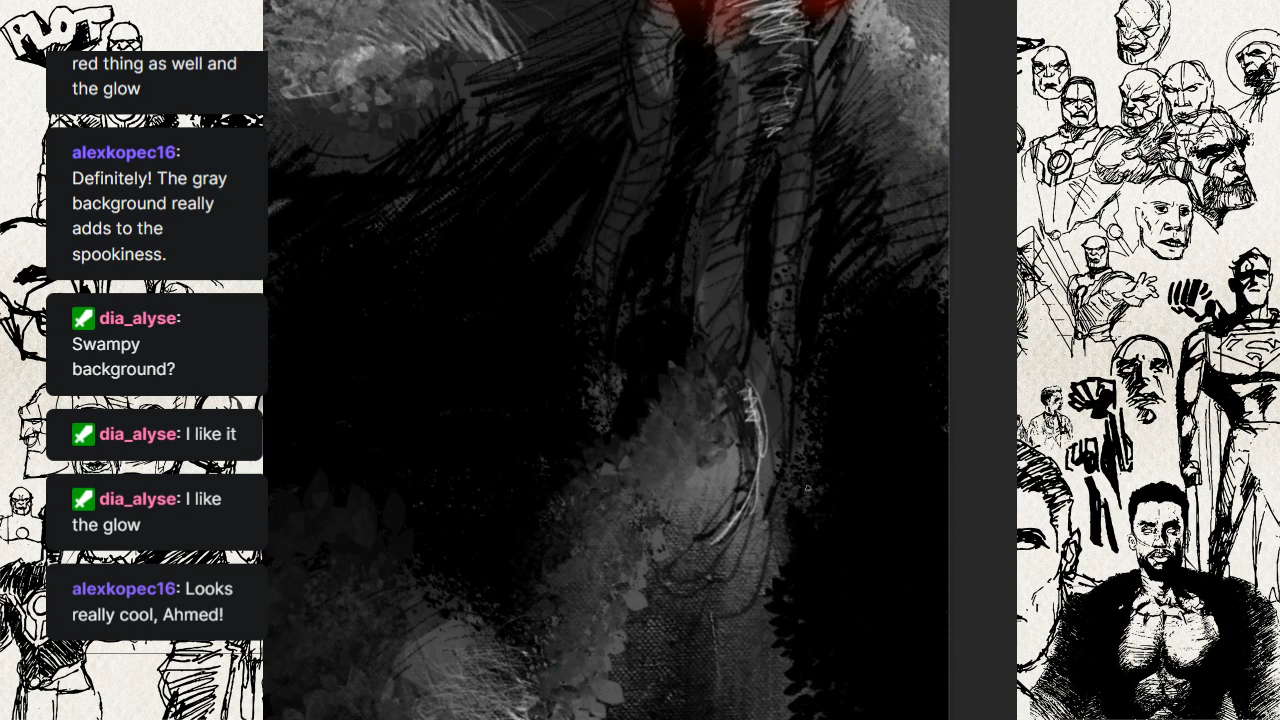 PLOT
red thing as well and
the glow
alexkopec16:
Definitely! The gray
background really
adds to the
spookiness.
dia_alyse:
Swampy
background?
dia_alyse: I like it
dia_alyse: I like
the glow
alexkopec16: Looks
really cool, Ahmed!